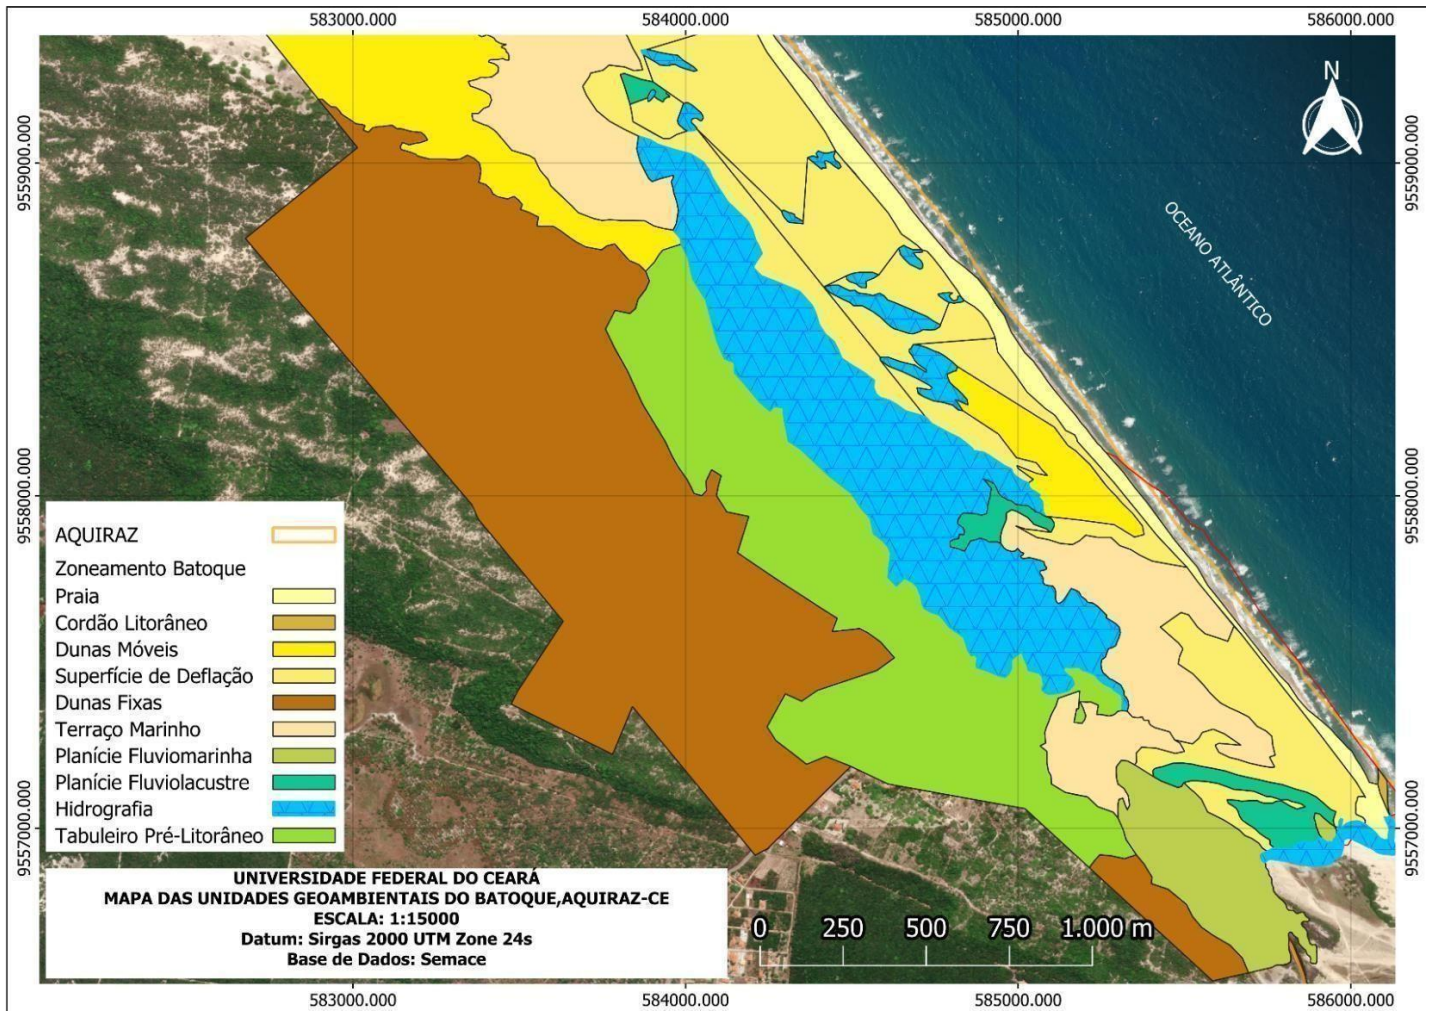 583000.000 584000.000 585000.000 586000.000
N
9559000.000 9559000.000
OCEANO ATLÂNTICO
9558000.000 9558000.000
AQUIRAZ
Zoneamento Batoque
Praia
Cordão Litorâneo
Dunas Móveis
Superfície de Deflação
Dunas Fixas
Terraço Marinho
Planície Fluviomarinha
Planície Fluviolacustre
Hidrografia
Tabuleiro Pré-Litorâneo
9557000.000 9557000.000
UNIVERSIDADE FEDERAL DO CEARÁ
MAPA DAS UNIDADES GEOAMBIENTAIS DO BATOQUE,AQUIRAZ-CE
ESCALA: 1:15000
Datum: Sirgas 2000 UTM Zone 24s
Base de Dados: Semace
0 250 500 750 1.000 m
583000.000 584000.000 585000.000 586000.000